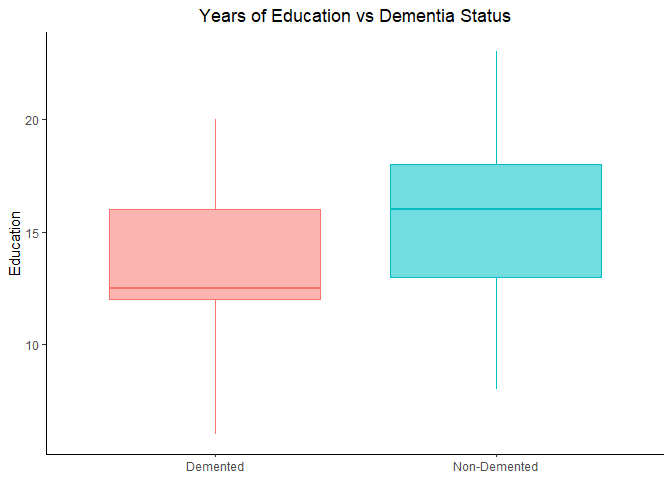 Years of Education vs Dementia Status
Education
20
15
10
Demented
Non-Demented